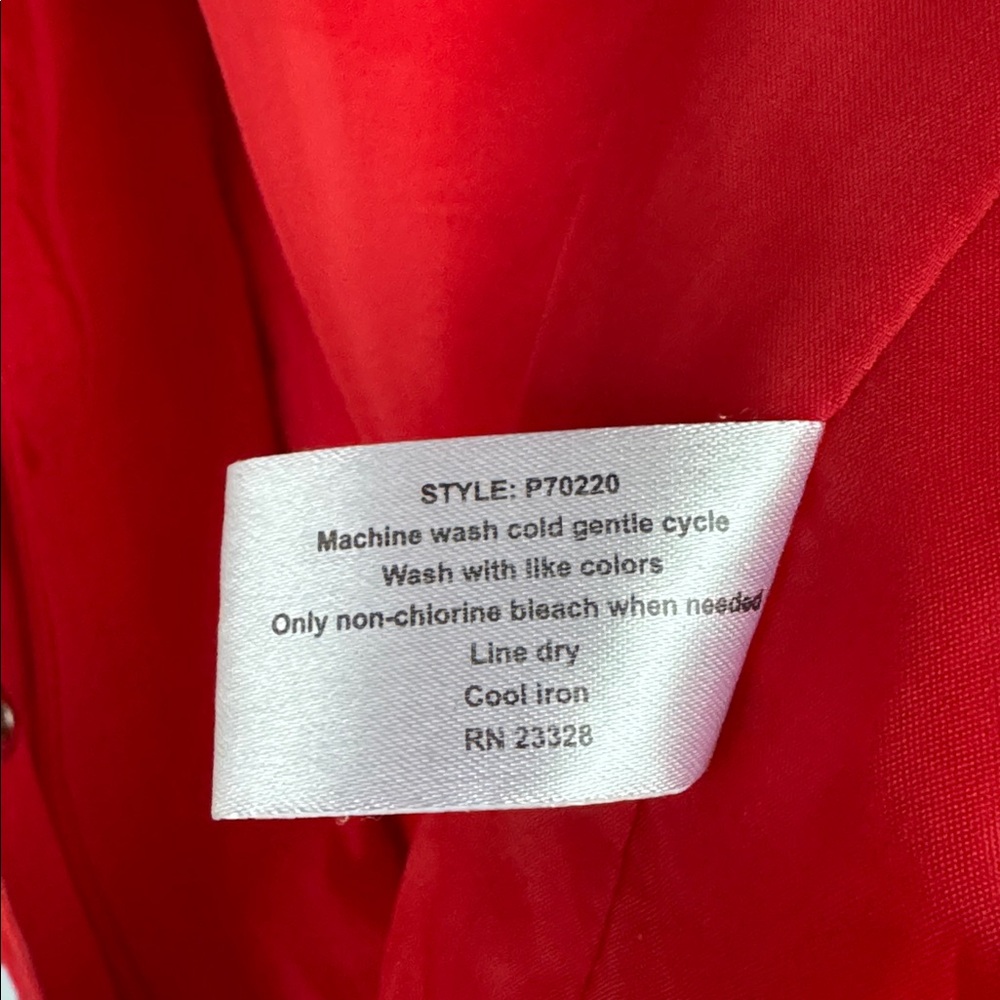 STYLE: P70220
Machine wash cold gentle cycle
Wash with like colors
Only non-chlorine bleach when needed
Line dry
Cool iron
RN 23328